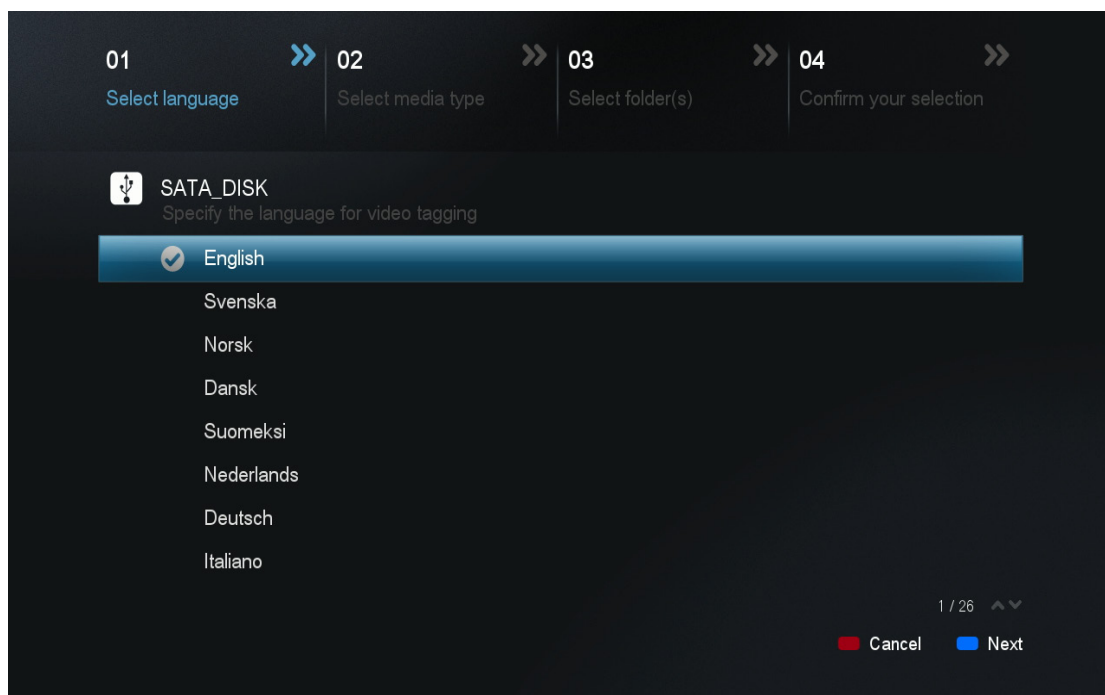 01
Select language
02
Select media type
03
Select folder(s)
04
Confirm your selection
SATA_DISK
Specify the language for video tagging
English
Svenska
Norsk
Dansk
Suomeksi
Nederlands
Deutsch
Italiano
1 / 26
Cancel Next